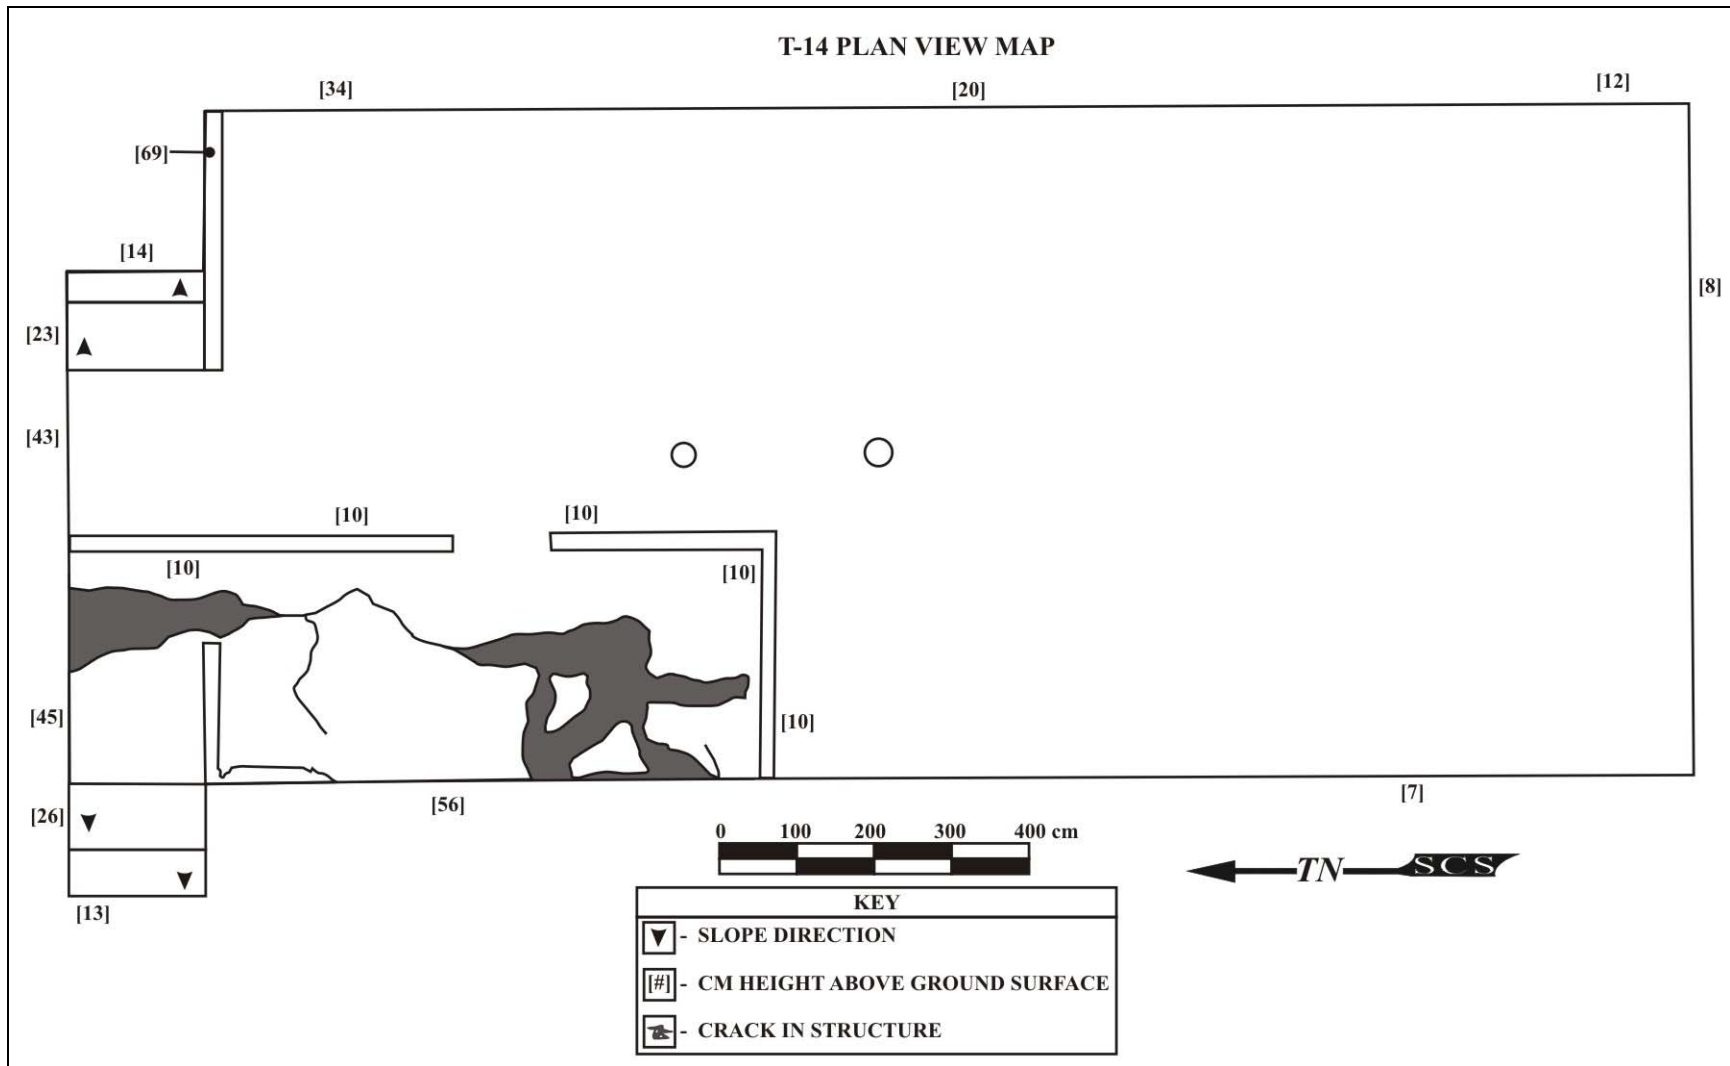 T-14 PLAN VIEW MAP
[34]
[20]
[12]
[69]
[14]
[8]
[23]
[43]
[10]
[10]
[10]
[10]
[45]
[10]
[56]
[7]
[26]
0 100 200 300 400 cm
TN SCS
[13]
KEY
- SLOPE DIRECTION
[#] - CM HEIGHT ABOVE GROUND SURFACE
- CRACK IN STRUCTURE